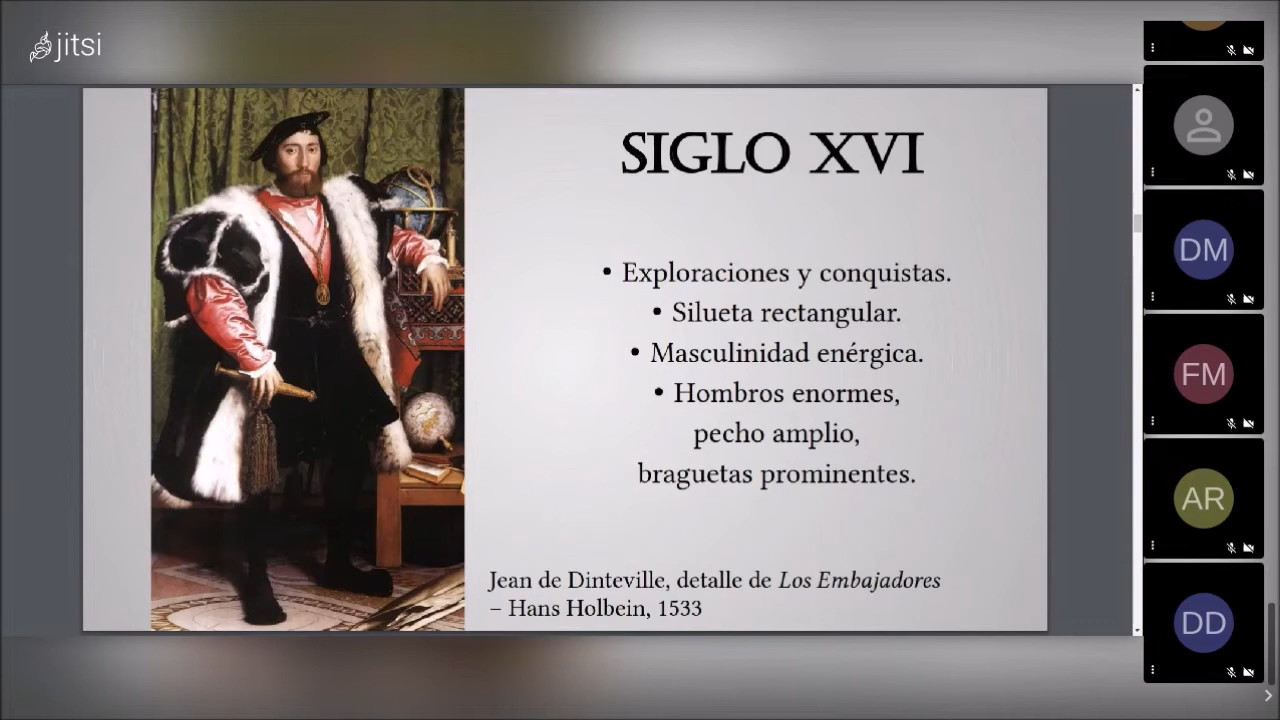 jitsi
SIGLO XVI
• Exploraciones y conquistas.
• Silueta rectangular.
• Masculinidad enérgica.
• Hombros enormes,
pecho amplio,
braguetas prominentes.
Jean de Dinteville, detalle de Los Embajadores
– Hans Holbein, 1533
DM
FM
AR
DD